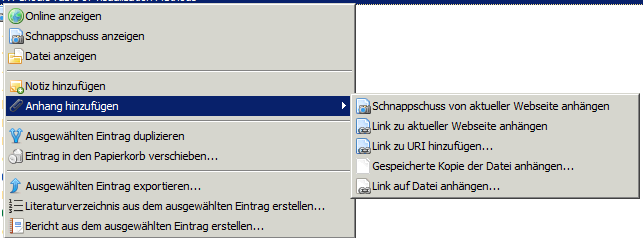 Online anzeigen
Schnappschuss anzeigen
Datei anzeigen
Notiz hinzufügen
Anhang hinzufügen
Ausgewählten Eintrag duplizieren
Eintrag in den Papierkorb verschieben...
Ausgewählten Eintrag exportieren...
Literaturverzeichnis aus dem ausgewählten Eintrag erstellen...
Bericht aus dem ausgewählten Eintrag erstellen...
Schnappschuss von aktueller Webseite anhängen
Link zu aktueller Webseite anhängen
Link zu URI hinzufügen...
Gespeicherte Kopie der Datei anhängen...
Link auf Datei anhängen...